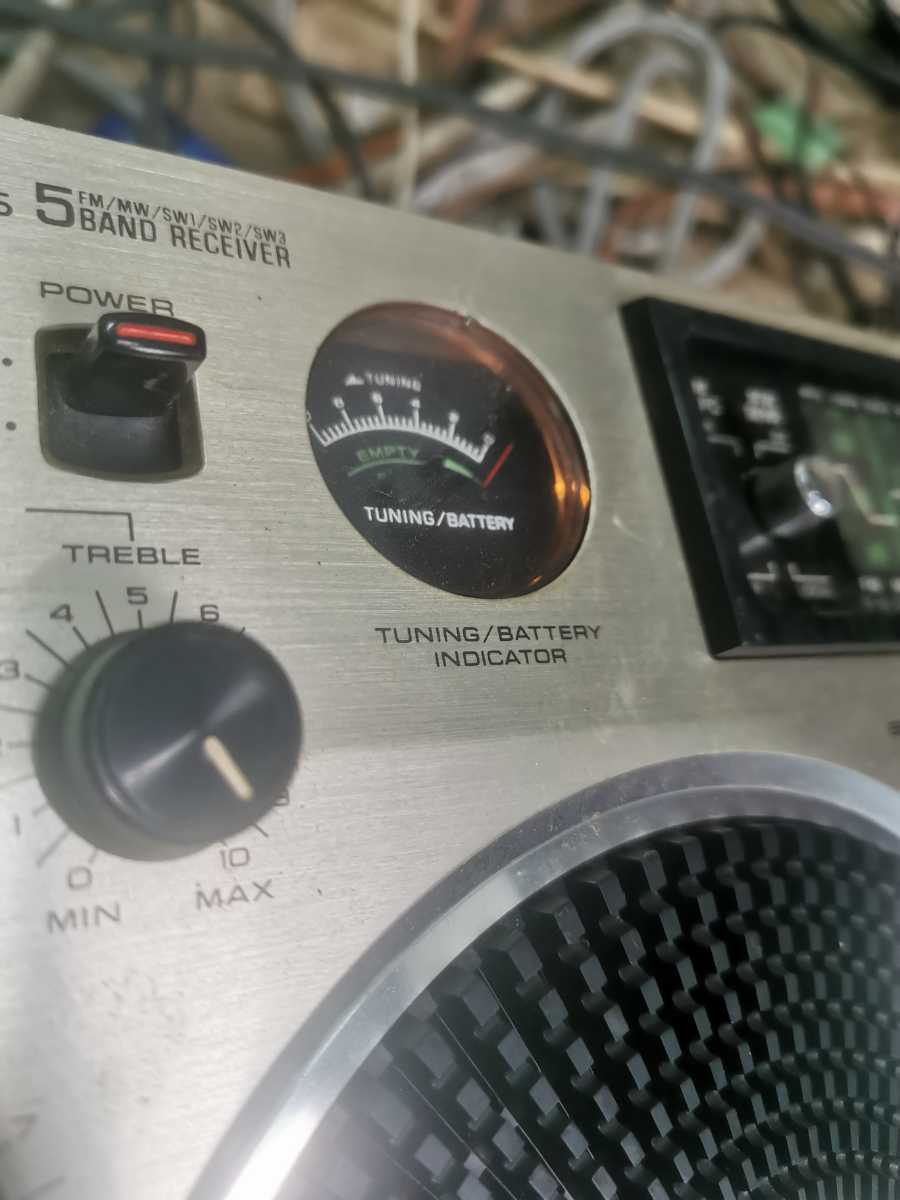 5 FM/MW/SW1/SW2/SW3
BAND RECEIVER
POWER
TUNING
EMPTY
TUNING/BATTERY
TREBLE
4 5 6
3
2
1
0 10
MIN MAX
TUNING/BATTERY
INDICATOR